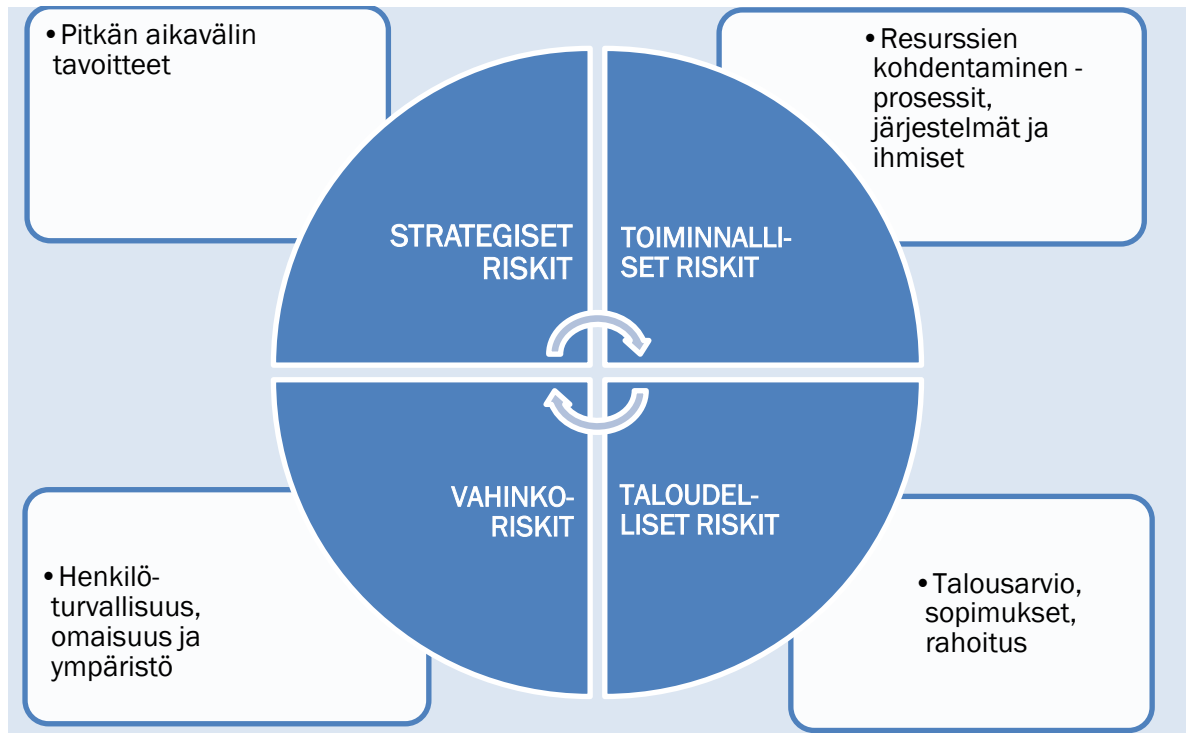 •Pitkän aikavälin
tavoitteet
•Resurssien
kohdentaminen -
prosessit,
järjestelmät ja
ihmiset
STRATEGISET
RISKIT
TOIMINNALLI-
SET RISKIT
VAHINKO-
RISKIT
TALOUDEL-
LISET RISKIT
•Henkilö-
turvallisuus,
omaisuus ja
ympäristö
•Talousarvio,
sopimukset,
rahoitus